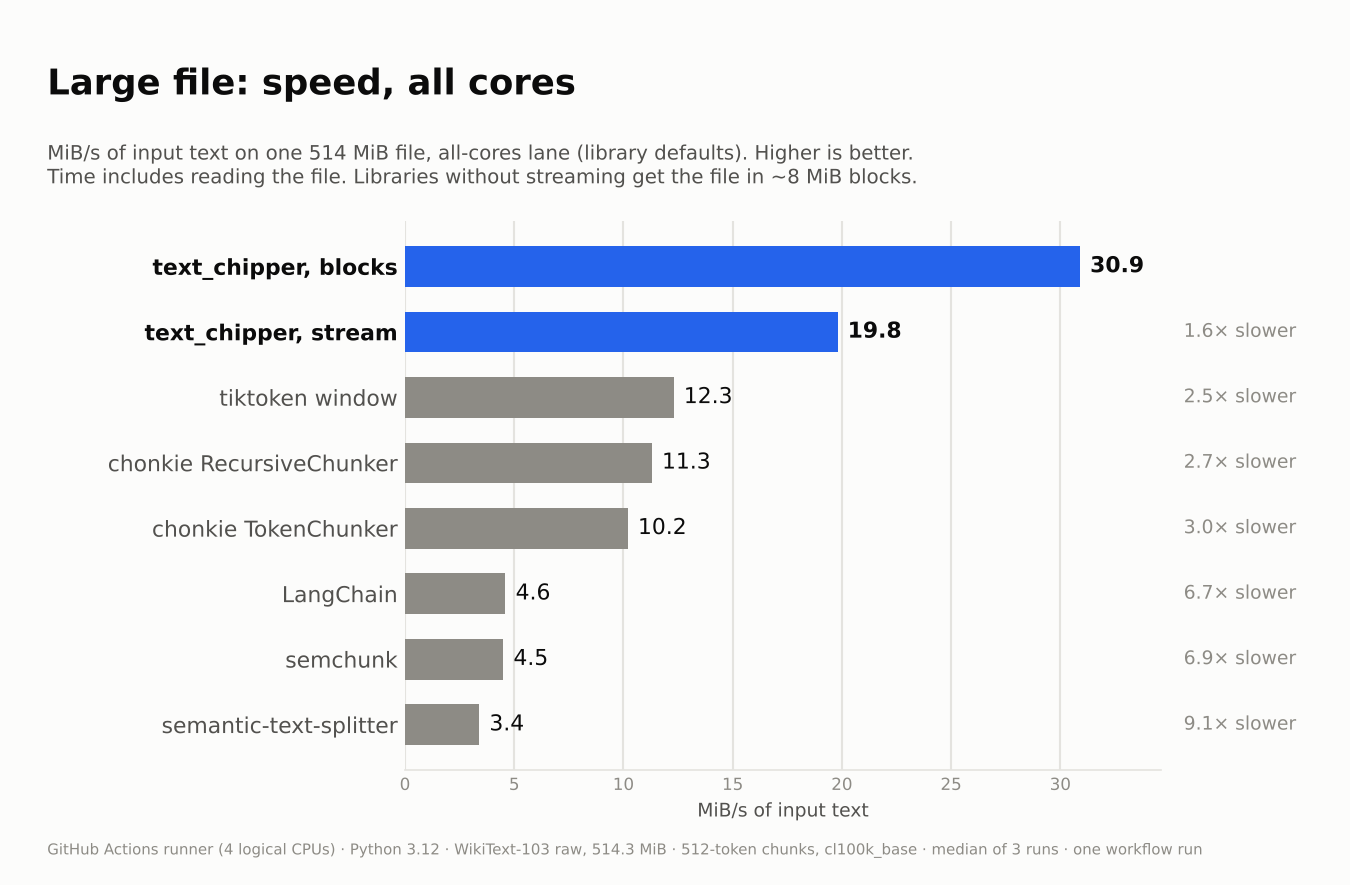 Large file: speed, all cores
MiB/s of input text on one 514 MiB file, all-cores lane (library defaults). Higher is better.
Time includes reading the file. Libraries without streaming get the file in ~8 MiB blocks.
text_chipper, blocks 30.9
text_chipper, stream 19.8 1.6× slower
tiktoken window 12.3 2.5× slower
chonkie RecursiveChunker 11.3 2.7× slower
chonkie TokenChunker 10.2 3.0× slower
LangChain 4.6 6.7× slower
semchunk 4.5 6.9× slower
semantic-text-splitter 3.4 9.1× slower
0 5 10 15 20 25 30
MiB/s of input text
GitHub Actions runner (4 logical CPUs) · Python 3.12 · WikiText-103 raw, 514.3 MiB · 512-token chunks, cl100k_base · median of 3 runs · one workflow run